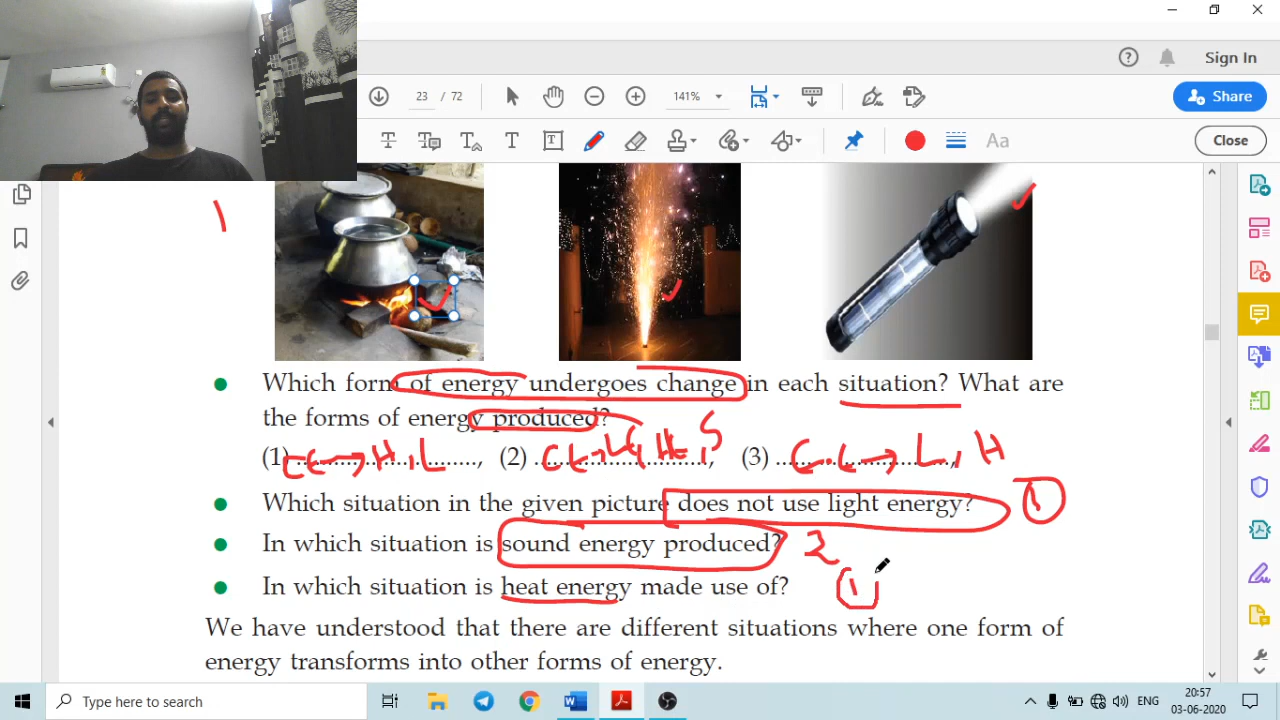 Sign In
23 / 72
141%
Share
Close
1
Which form of energy undergoes change in each situation? What are
the forms of energy produced?
(1) ............................, (2) ............................, (3) ............................,
H, L
S
L, H
Which situation in the given picture does not use light energy? 1
In which situation is sound energy produced? 2
In which situation is heat energy made use of? 1
We have understood that there are different situations where one form of
energy transforms into other forms of energy.
Type here to search
ENG
20:57
03-06-2020